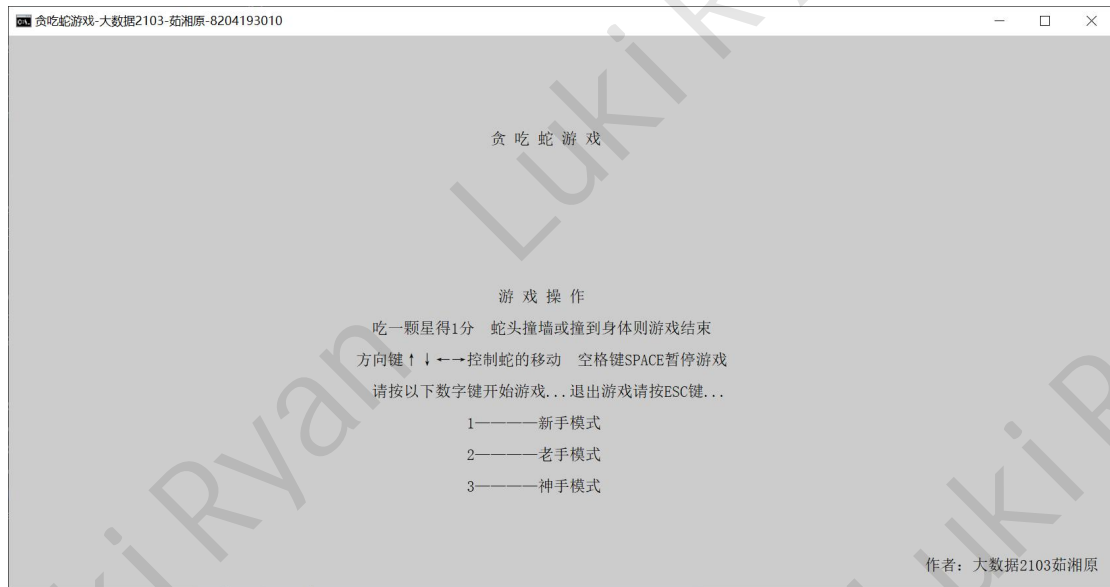 贪吃蛇游戏-大数据2103-茹湘原-8204193010
贪 吃 蛇 游 戏
游 戏 操 作
吃一颗星得1分 蛇头撞墙或撞到身体则游戏结束
方向键↑↓←→控制蛇的移动 空格键SPACE暂停游戏
请按以下数字键开始游戏...退出游戏请按ESC键...
1————新手模式
2————老手模式
3————神手模式
作者: 大数据2103茹湘原
Luki Ryan